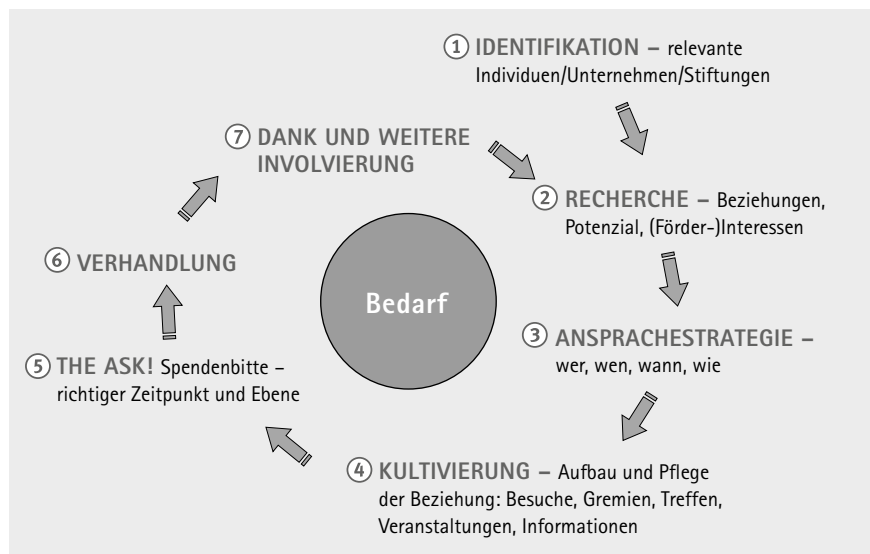 ① IDENTIFIKATION – relevante
Individuen/Unternehmen/Stiftungen
② RECHERCHE – Beziehungen,
Potenzial, (Förder-)Interessen
③ ANSPRACHESTRATEGIE –
wer, wen, wann, wie
④ KULTIVIERUNG – Aufbau und Pflege
der Beziehung: Besuche, Gremien, Treffen,
Veranstaltungen, Informationen
⑤ THE ASK! Spendenbitte –
richtiger Zeitpunkt und Ebene
⑥ VERHANDLUNG
⑦ DANK UND WEITERE
INVOLVIERUNG
Bedarf